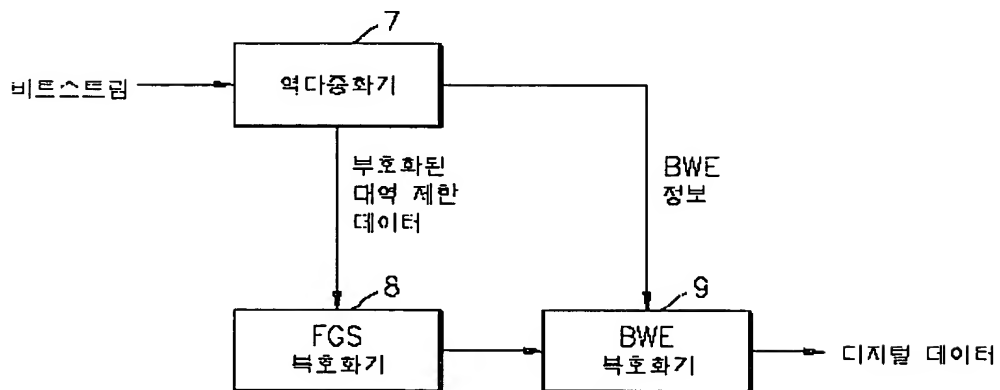 7
비트스트림
역다중화기
부호화된
대역 제한
데이터
BWE
정보
8
9
FGS
복호화기
BWE
복호화기
디지털 데이터